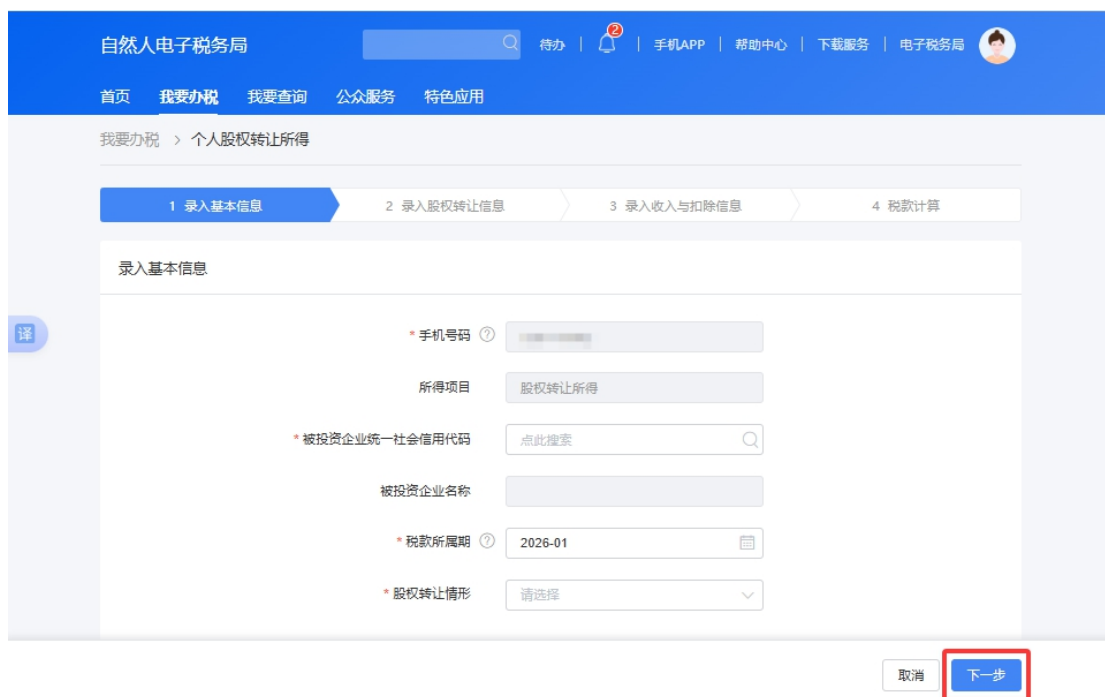 自然人电子税务局 待办 2 手机APP 帮助中心 下载服务 电子税务局
首页 我要办税 我要查询 公众服务 特色应用
我要办税 > 个人股权转让所得
1 录入基本信息 2 录入股权转让信息 3 录入收入与扣除信息 4 税款计算
录入基本信息
译
* 手机号码 ?
所得项目 股权转让所得
* 被投资企业统一社会信用代码 点此搜索
被投资企业名称
* 税款所属期 ? 2026-01
* 股权转让情形 请选择
取消 下一步